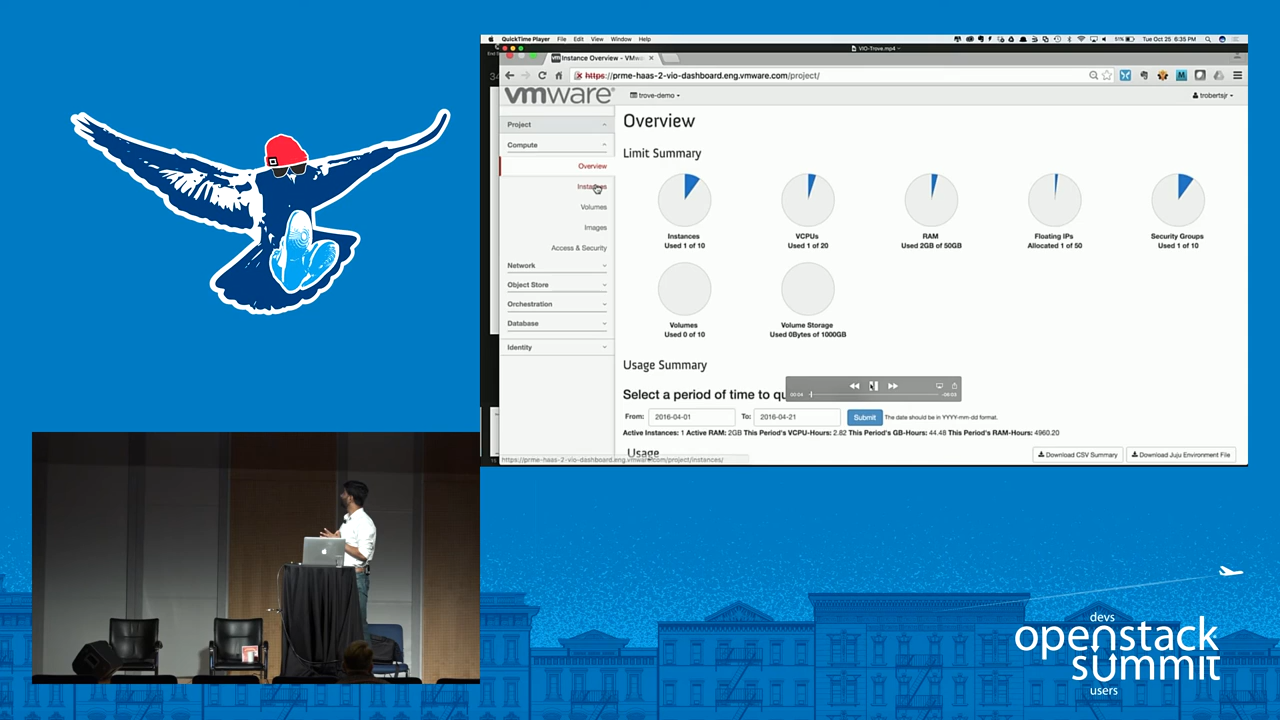 QuickTime Player File Edit View Window Help
51% Tue Oct 25 6:35 PM
VIO-Trove.mp4
Instance Overview - VMwa
https://prme-haas-2-vio-dashboard.eng.vmware.com/project/
vmware
trove-demo
trobertsjr
Project
Compute
Overview
Instances
Volumes
Images
Access & Security
Network
Object Store
Orchestration
Database
Identity
Overview
Limit Summary
Instances
Used 1 of 10
VCPUs
Used 1 of 20
RAM
Used 2GB of 50GB
Floating IPs
Allocated 1 of 50
Security Groups
Used 1 of 10
Volumes
Used 0 of 10
Volume Storage
Used 0Bytes of 1000GB
Usage Summary
Select a period of time to qu
00:04
-08:03
From: 2016-04-01 To: 2016-04-21 Submit The date should be in YYYY-mm-dd format.
Active Instances: 1 Active RAM: 2GB This Period's VCPU-Hours: 2.82 This Period's GB-Hours: 44.48 This Period's RAM-Hours: 4960.20
Usage
Download CSV Summary Download Juju Environment File
https://prme-haas-2-vio-dashboard.eng.vmware.com/project/instances/
devs
openstack
summit
users